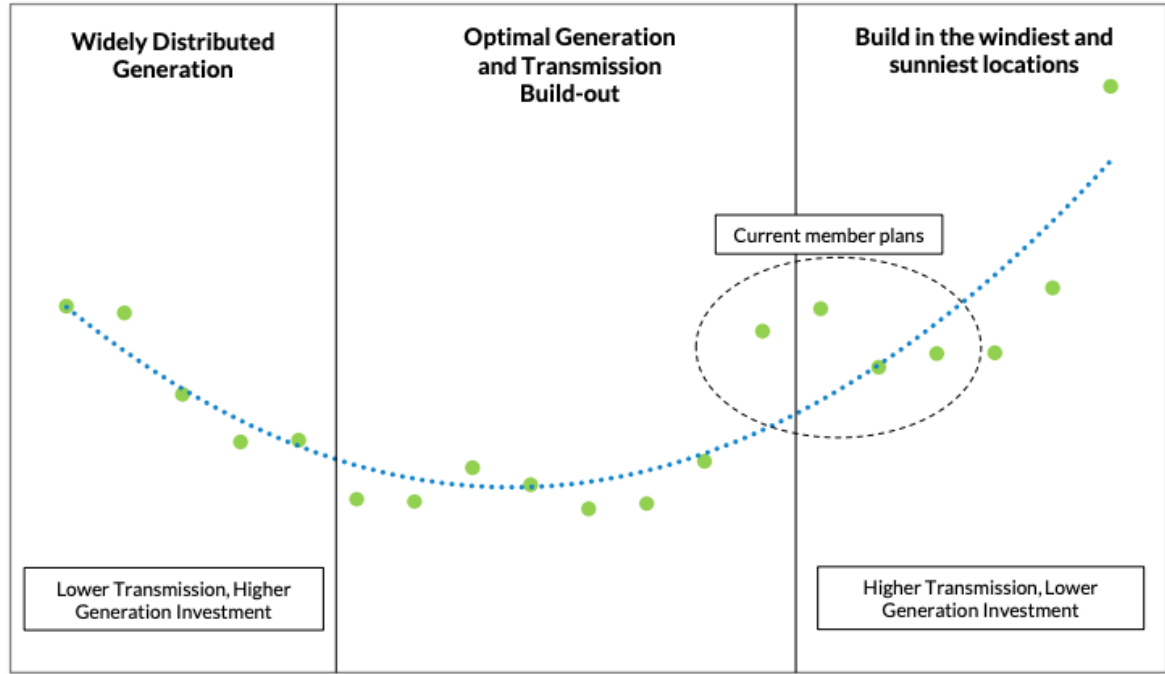 Widely Distributed
Generation
Optimal Generation
and Transmission
Build-out
Build in the windiest and
sunniest locations
Current member plans
Lower Transmission, Higher
Generation Investment
Higher Transmission, Lower
Generation Investment